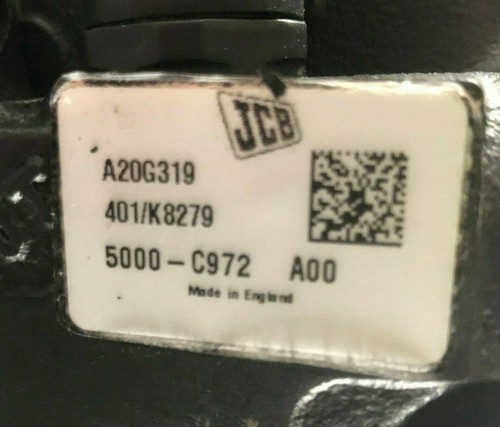 JCB
A20G319
401/K8279
5000-C972 A00
Made in England